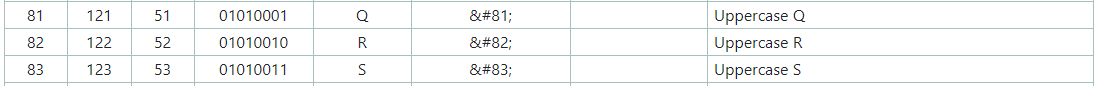 81 121 51 01010001 Q &#81; Uppercase Q
82 122 52 01010010 R &#82; Uppercase R
83 123 53 01010011 S &#83; Uppercase S